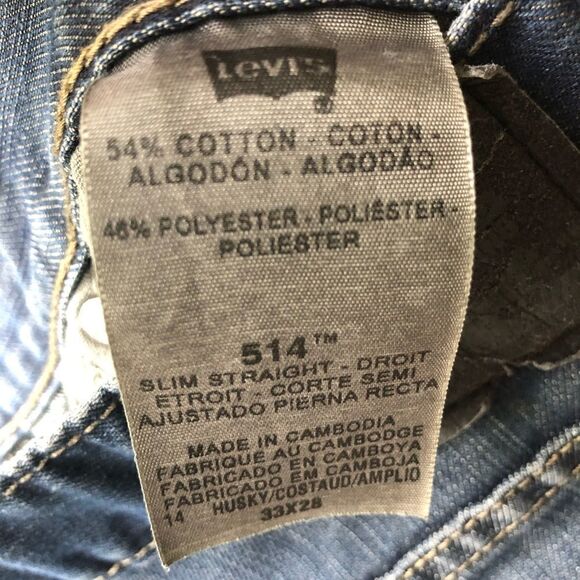 Levi's
®
54% COTTON - COTON -
ALGODÓN - ALGODÃO
46% POLYESTER - POLIÉSTER -
POLIESTER
514™
SLIM STRAIGHT - DROIT
ETROIT - CORTE SEMI
AJUSTADO PIERNA RECTA
MADE IN CAMBODIA
FABRIQUE AU CAMBODGE
FABRICADO EN CAMBOYA
FABRICADO EM CAMBOJA
14 HUSKY/COSTAUD/AMPLIO
33X28